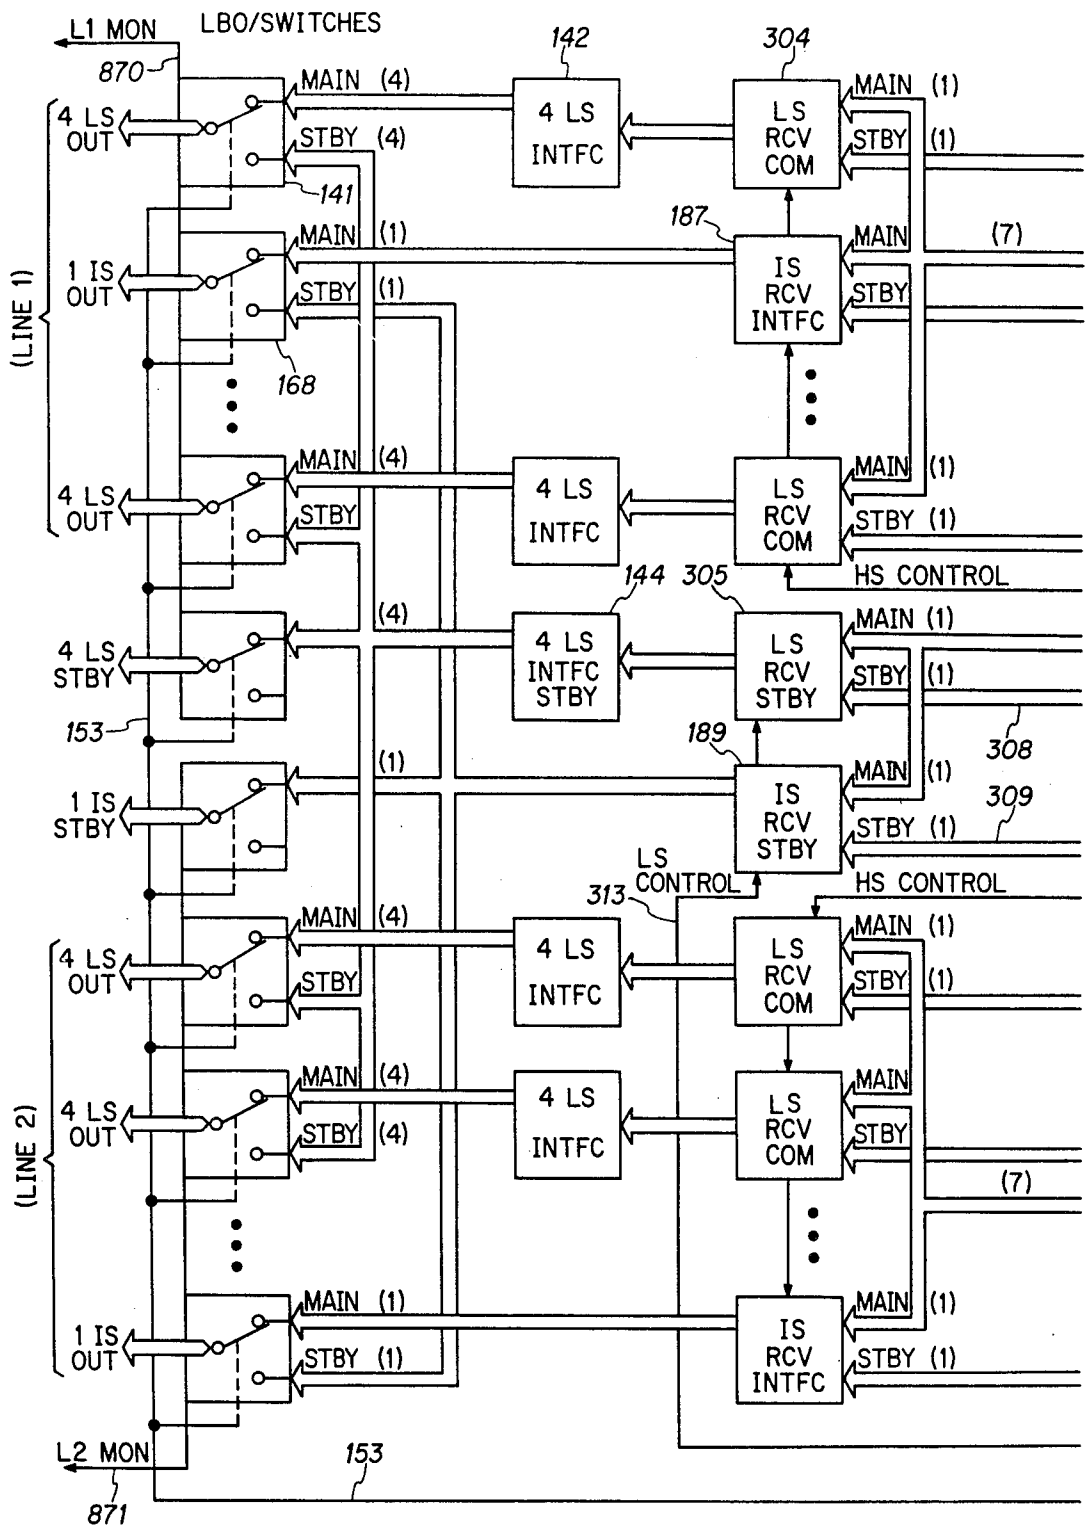 L1 MON
LBO/SWITCHES
870
142
304
4 LS
OUT
MAIN (4)
STBY (4)
141
4 LS
INTFC
LS
RCV
COM
MAIN (1)
STBY (1)
(LINE 1)
1 IS
OUT
MAIN (1)
STBY (1)
168
187
IS
RCV
INTFC
MAIN
(7)
STBY
4 LS
OUT
MAIN (4)
STBY
4 LS
INTFC
LS
RCV
COM
MAIN (1)
STBY (1)
HS CONTROL
4 LS
STBY
(4)
144
4 LS
INTFC
STBY
305
LS
RCV
STBY
MAIN (1)
STBY (1)
308
153
1 IS
STBY
(1)
189
IS
RCV
STBY
MAIN (1)
STBY (1)
309
LS
CONTROL
313
HS CONTROL
(LINE 2)
4 LS
OUT
MAIN (4)
STBY
4 LS
INTFC
LS
RCV
COM
MAIN (1)
STBY (1)
4 LS
OUT
MAIN (4)
STBY (4)
4 LS
INTFC
LS
RCV
COM
MAIN
STBY
(7)
1 IS
OUT
MAIN (1)
STBY (1)
IS
RCV
INTFC
MAIN (1)
STBY (1)
L2 MON
871
153